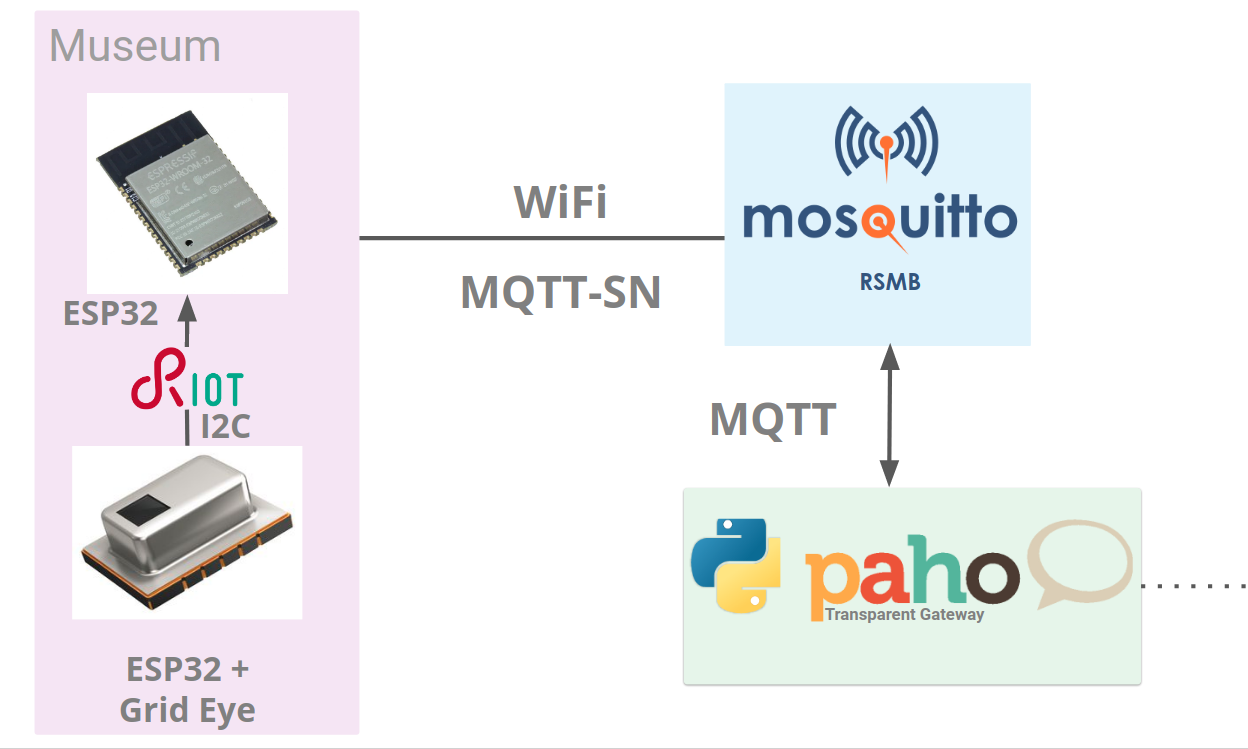 Museum
ESPRESSIF
ESP32-WROOM-32
ESP32
RIOT
I2C
ESP32 +
Grid Eye
WiFi
MQTT-SN
mosquitto
RSMB
MQTT
paho
Transparent Gateway